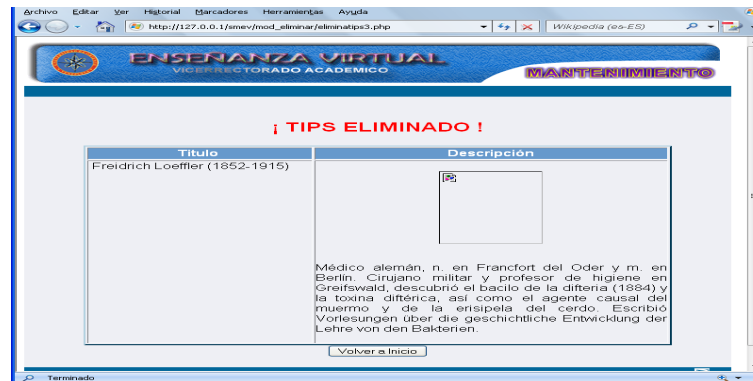 Archivo Editar Ver Historial Marcadores Herramientas Ayuda
http://127.0.0.1/smev/mod_eliminar/eliminatips3.php Wikipedia (es-ES)
ENSEÑANZA VIRTUAL
VICERRECTORADO ACADEMICO
MANTENIMIENTO
¡ TIPS ELIMINADO !
Titulo Descripción
Freidrich Loeffler (1852-1915)
Médico alemán, n. en Francfort del Oder y m. en
Berlín. Cirujano militar y profesor de higiene en
Greifswald, descubrió el bacilo de la difteria (1884) y
la toxina diftérica, así como el agente causal del
muermo y de la erisipela del cerdo. Escribió
Vorlesungen über die geschichtliche Entwicklung der
Lehre von den Bakterien.
Volver a Inicio
Terminado